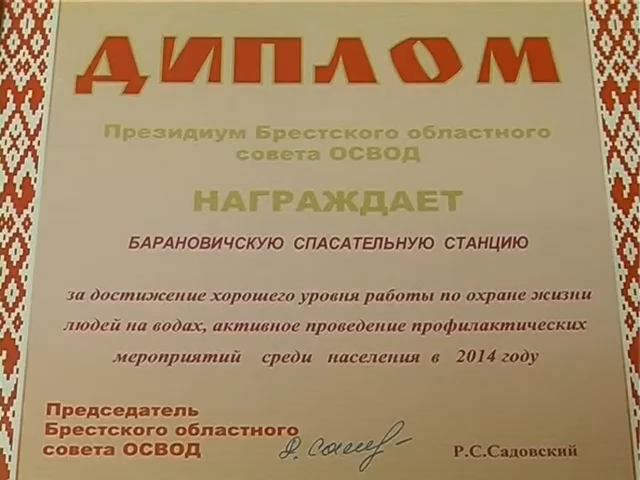 ДИПЛОМ
Президиум Брестского областного
совета ОСВОД
НАГРАЖДАЕТ
БАРАНОВИЧСКУЮ СПАСАТЕЛЬНУЮ СТАНЦИЮ
за достижение хорошего уровня работы по охране жизни
людей на водах, активное проведение профилактических
мероприятий среди населения в 2014 году
Председатель
Брестского областного
совета ОСВОД
Р.С.Садовский